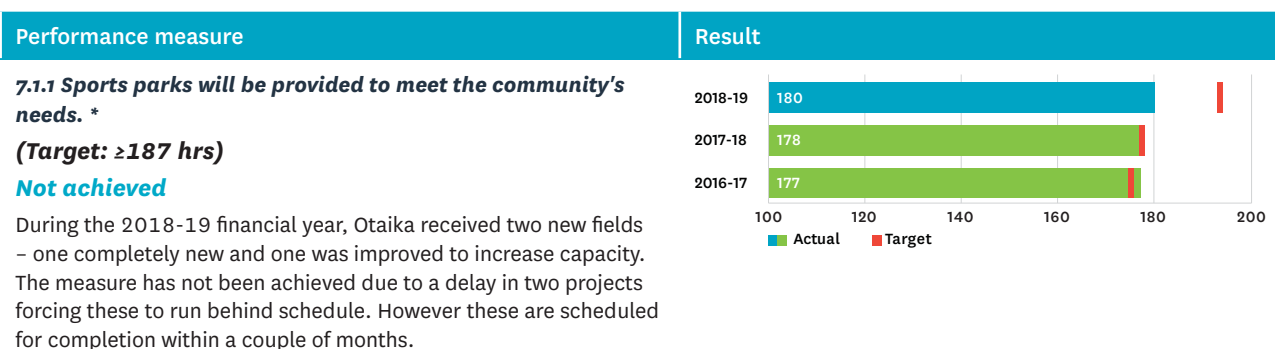 Performance measure
Result
7.1.1 Sports parks will be provided to meet the community's
needs. *
(Target: ≥187 hrs)
Not achieved
During the 2018-19 financial year, Otaika received two new fields
– one completely new and one was improved to increase capacity.
The measure has not been achieved due to a delay in two projects
forcing these to run behind schedule. However these are scheduled
for completion within a couple of months.
2018-19 180
2017-18 178
2016-17 177
100 120 140 160 180 200
Actual Target